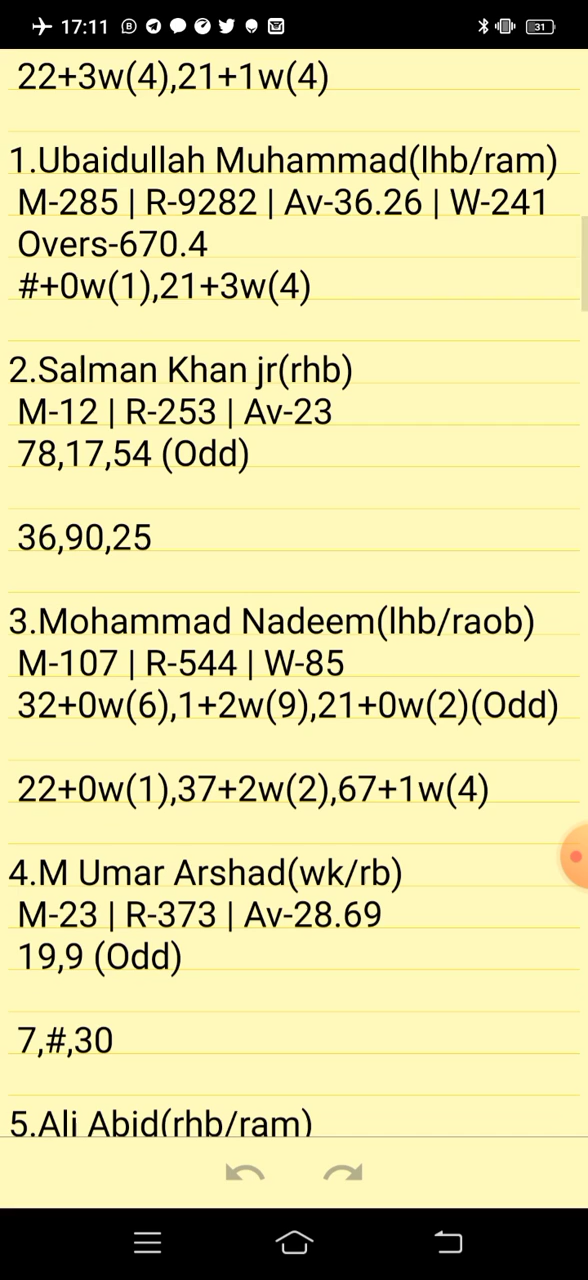 17:11
31
22+3w(4),21+1w(4)
1.Ubaidullah Muhammad(lhb/ram)
M-285 | R-9282 | Av-36.26 | W-241
Overs-670.4
#+0w(1),21+3w(4)
2.Salman Khan jr(rhb)
M-12 | R-253 | Av-23
78,17,54 (Odd)
36,90,25
3.Mohammad Nadeem(lhb/raob)
M-107 | R-544 | W-85
32+0w(6),1+2w(9),21+0w(2)(Odd)
22+0w(1),37+2w(2),67+1w(4)
4.M Umar Arshad(wk/rb)
M-23 | R-373 | Av-28.69
19,9 (Odd)
7,#,30
5.Ali Abid(rhb/ram)